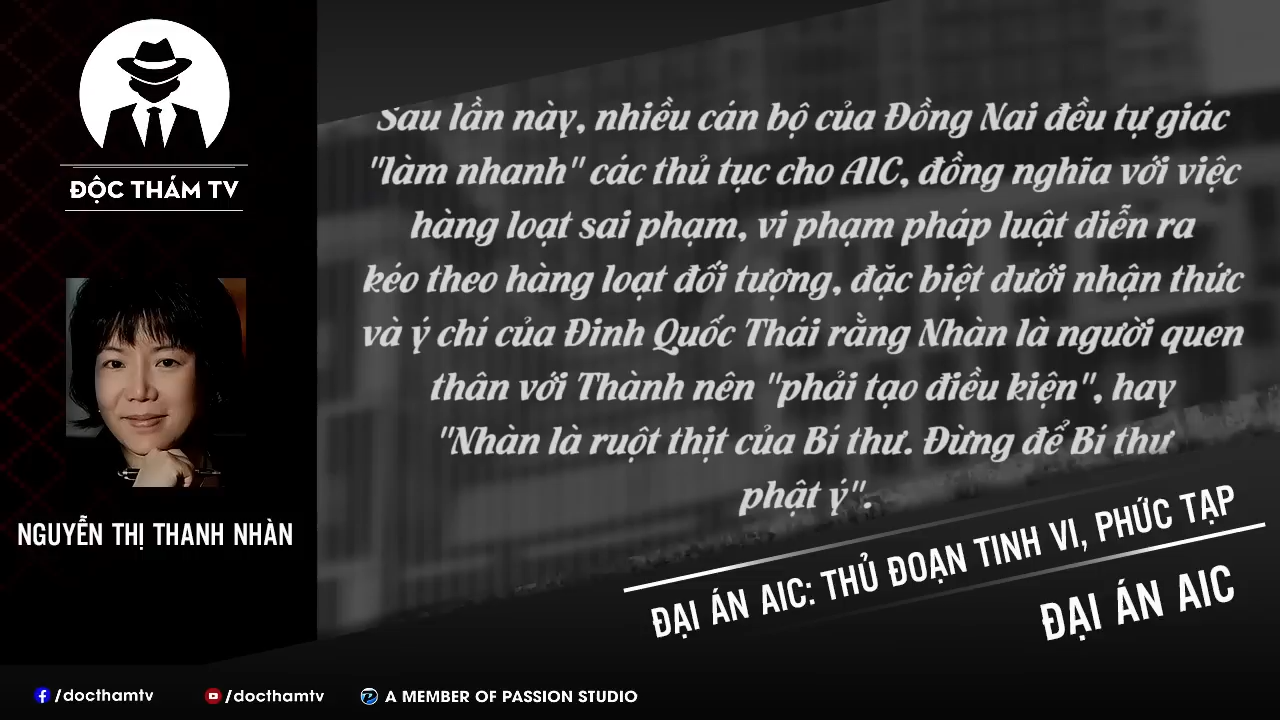 ĐỘC THÁM TV
NGUYỄN THỊ THANH NHÀN
Sau lần này, nhiều cán bộ của Đồng Nai đều tự giác
"làm nhanh" các thủ tục cho AIC, đồng nghĩa với việc
hàng loạt sai phạm, vi phạm pháp luật diễn ra
kéo theo hàng loạt đối tượng, đặc biệt dưới nhận thức
và ý chí của Đinh Quốc Thái rằng Nhàn là người quen
thân với Thành nên "phải tạo điều kiện", hay
"Nhàn là ruột thịt của Bí thư. Đừng để Bí thư
phật ý".
ĐẠI ÁN AIC: THỦ ĐOẠN TINH VI, PHỨC TẠP
ĐẠI ÁN AIC
/docthamtv
/docthamtv
A MEMBER OF PASSION STUDIO